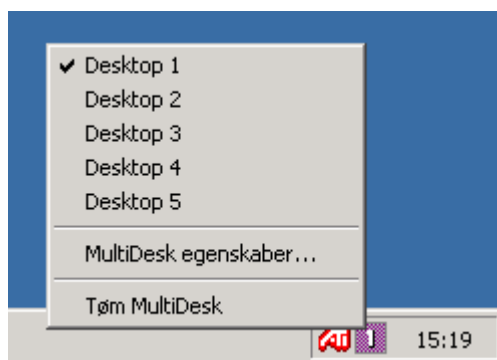 Desktop 1
Desktop 2
Desktop 3
Desktop 4
Desktop 5
MultiDesk egenskaber...
Tøm MultiDesk
1 15:19